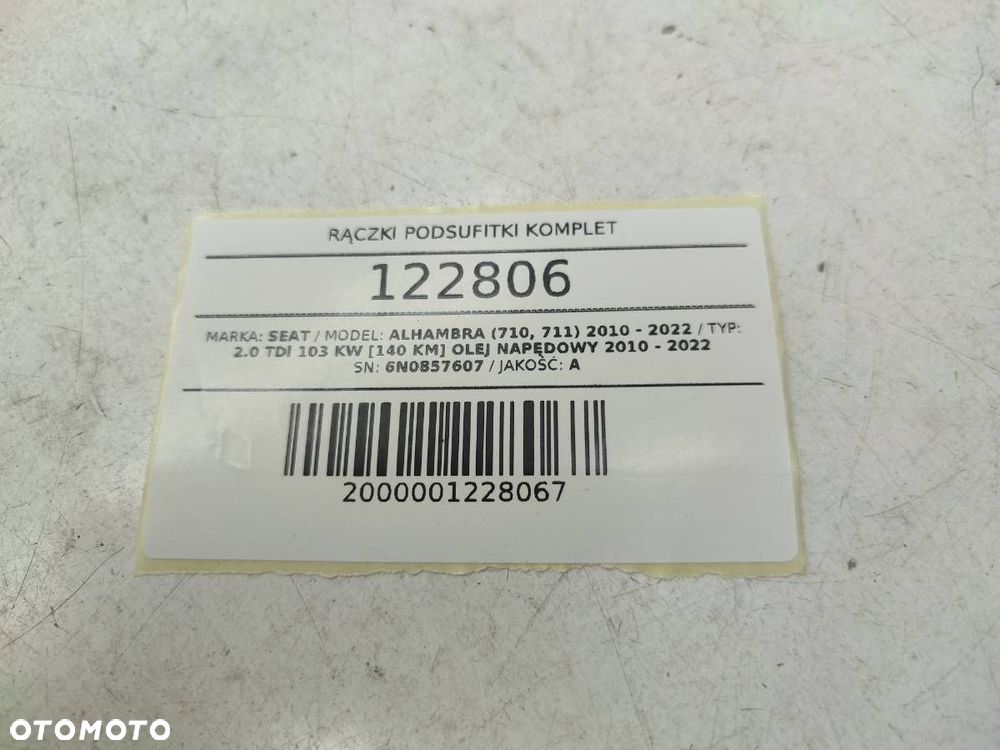 RĄCZKI PODSUFITKI KOMPLET
122806
MARKA: SEAT / MODEL: ALHAMBRA (710, 711) 2010 - 2022 / TYP:
2.0 TDI 103 KW [140 KM] OLEJ NAPĘDOWY 2010 - 2022
SN: 6N0857607 / JAKOŚĆ: A
2000001228067
OTOMOTO